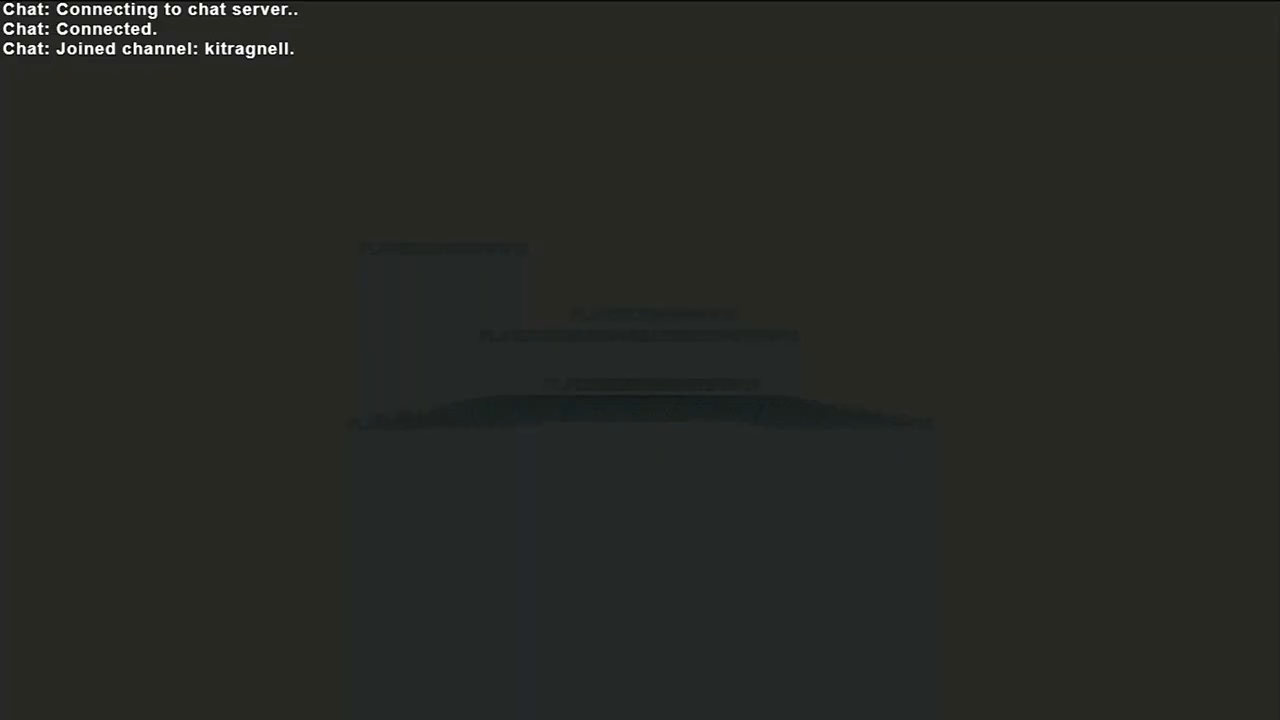 Chat: Connecting to chat server..
Chat: Connected.
Chat: Joined channel: kitragnell.